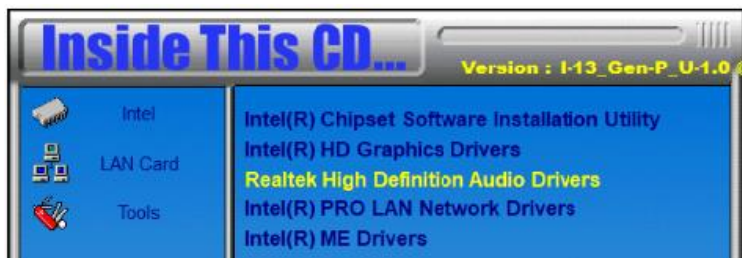 Inside This CD...
Version : I-13_Gen-P_U-1.0
Intel
LAN Card
Tools
Intel(R) Chipset Software Installation Utility
Intel(R) HD Graphics Drivers
Realtek High Definition Audio Drivers
Intel(R) PRO LAN Network Drivers
Intel(R) ME Drivers